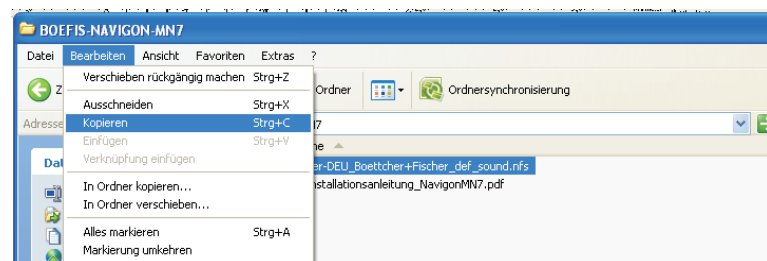 BOEFIS-NAVIGON-MN7
Datei Bearbeiten Ansicht Favoriten Extras ?
Verschieben rückgängig machen Strg+Z
Z Ordner Ordnersynchronisierung
Ausschneiden Strg+X
Adresse Kopieren Strg+C 17
Einfügen Strg+V ne
Verknüpfung einfügen
Dat er-DEU_Boettcher+Fischer_def_sound.nfs
In Ordner kopieren... nstallationsanleitung_NavigonMN7.pdf
In Ordner verschieben...
Alles markieren Strg+A
Markierung umkehren